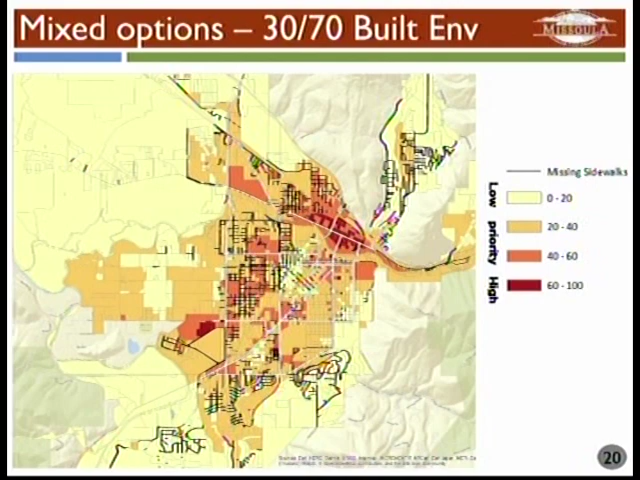 Mixed options – 30/70 Built Env
MISSOULA
Missing Sidewalks
0 - 20
20 - 40
40 - 60
60 - 100
Low priority High
20